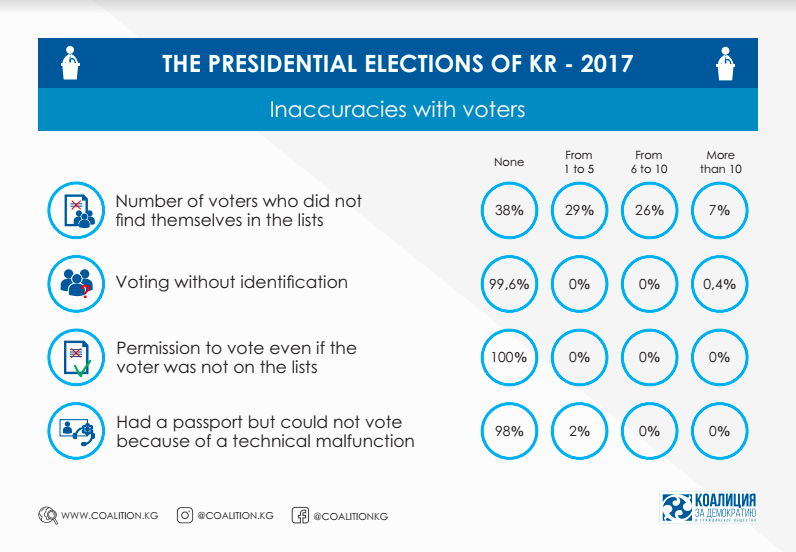 THE PRESIDENTIAL ELECTIONS OF KR - 2017
Inaccuracies with voters
None
From
1 to 5
From
6 to 10
More
than 10
Number of voters who did not
find themselves in the lists
38%
29%
26%
7%
Voting without identification
99,6%
0%
0%
0,4%
Permission to vote even if the
voter was not on the lists
100%
0%
0%
0%
Had a passport but could not vote
because of a technical malfunction
98%
2%
0%
0%
WWW.COALITION.KG
@COALITION.KG
@COALITIONKG
КОАЛИЦИЯ
ЗА ДЕМОКРАТИЮ
И ГРАЖДАНСКОЕ ОБЩЕСТВО